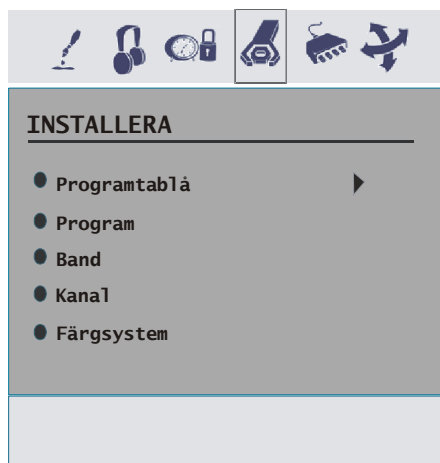 INSTALLERA
Programtablå
Program
Band
Kanal
Färgsystem